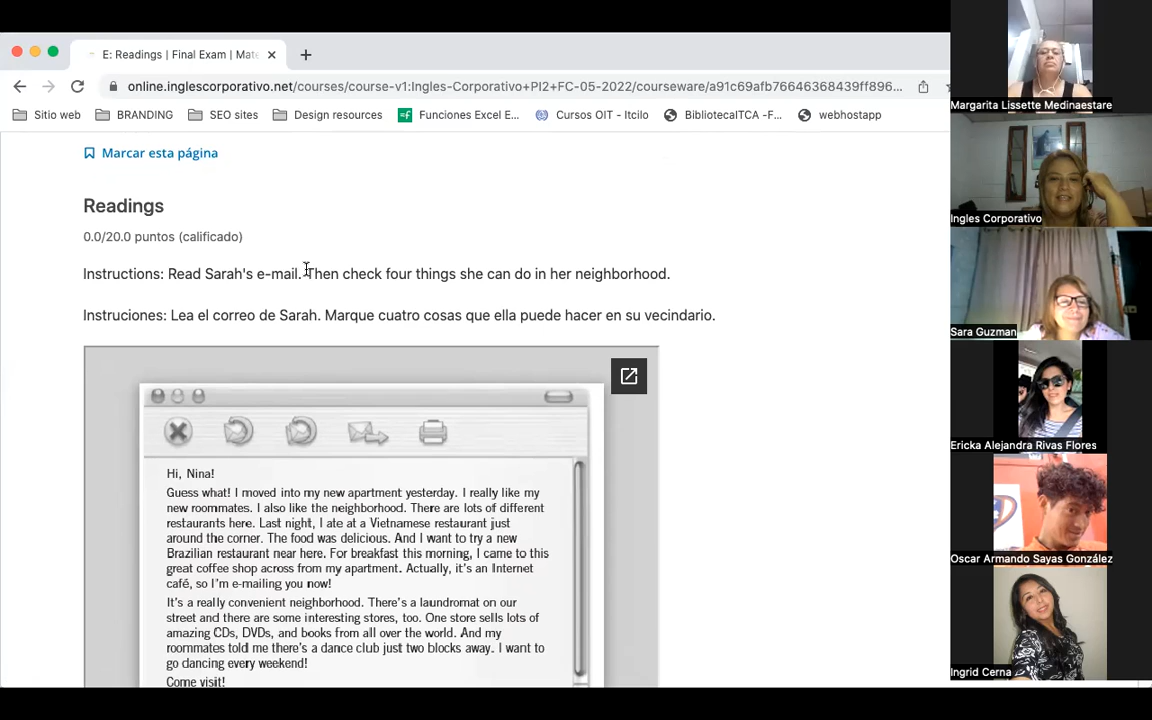 E: Readings | Final Exam | Mate
online.inglescorporativo.net/courses/course-v1:Ingles-Corporativo+PI2+FC-05-2022/courseware/a91c69afb76646368439ff896...
Sitio web
BRANDING
SEO sites
Design resources
Funciones Excel E...
Cursos OIT - Itcilo
BibliotecaITCA -F...
webhostapp
Marcar esta página
Readings
0.0/20.0 puntos (calificado)
Instructions: Read Sarah's e-mail. Then check four things she can do in her neighborhood.
Instruciones: Lea el correo de Sarah. Marque cuatro cosas que ella puede hacer en su vecindario.
Hi, Nina!
Guess what! I moved into my new apartment yesterday. I really like my
new roommates. I also like the neighborhood. There are lots of different
restaurants here. Last night, I ate at a Vietnamese restaurant just
around the corner. The food was delicious. And I want to try a new
Brazilian restaurant near here. For breakfast this morning, I came to this
great coffee shop across from my apartment. Actually, it's an Internet
café, so I'm e-mailing you now!
It's a really convenient neighborhood. There's a laundromat on our
street and there are some interesting stores, too. One store sells lots of
amazing CDs, DVDs, and books from all over the world. And my
roommates told me there's a dance club just two blocks away. I want to
go dancing every weekend!
Come visit!
Margarita Lissette Medinaestare
Ingles Corporativo
Sara Guzman
Ericka Alejandra Rivas Flores
Oscar Armando Sayas González
Ingrid Cerna